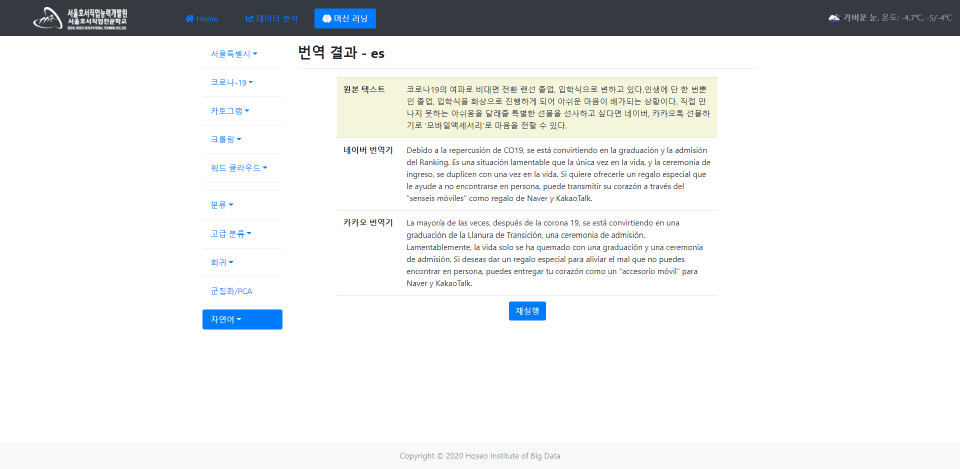 서울호서직업능력개발원
서울호서직업전문학교
Home
데이터 분석
머신 러닝
가벼운 눈, 온도: -4.7℃, -5/-4℃
서울특별시
코로나-19
카토그램
크롤링
워드 클라우드
분류
고급 분류
회귀
군집화/PCA
자연어
번역 결과 - es
원본 텍스트
코로나19의 여파로 비대면 전환 랜선 졸업, 입학식으로 변하고 있다.인생에 단 한 번뿐
인 졸업, 입학식을 화상으로 진행하게 되어 아쉬운 마음이 배가되는 상황이다. 직접 만
나지 못하는 아쉬움을 달래줄 특별한 선물을 선사하고 싶다면 네이버, 카카오톡 선물하
기로 '모바일액세서리'로 마음을 전할 수 있다.
네이버 번역기
Debido a la repercusión de CO19, se está convirtiendo en la graduación y la admisión
del Ranking. Es una situación lamentable que la única vez en la vida, y la ceremonia de
ingreso, se duplicen con una vez en la vida. Si quiere ofrecerle un regalo especial que
le ayude a no encontrarse en persona, puede transmitir su corazón a través del
"senseis móviles" como regalo de Naver y KakaoTalk.
카카오 번역기
La mayoría de las veces, después de la corona 19, se está convirtiendo en una
graduación de la Llanura de Transición, una ceremonia de admisión.
Lamentablemente, la vida solo se ha quemado con una graduación y una ceremonia
de admisión. Si deseas dar un regalo especial para aliviar el mal que no puedes
encontrar en persona, puedes entregar tu corazón como un "accesorio móvil" para
Naver y KakaoTalk.
재실행
Copyright © 2020 Hoseo Institute of Big Data